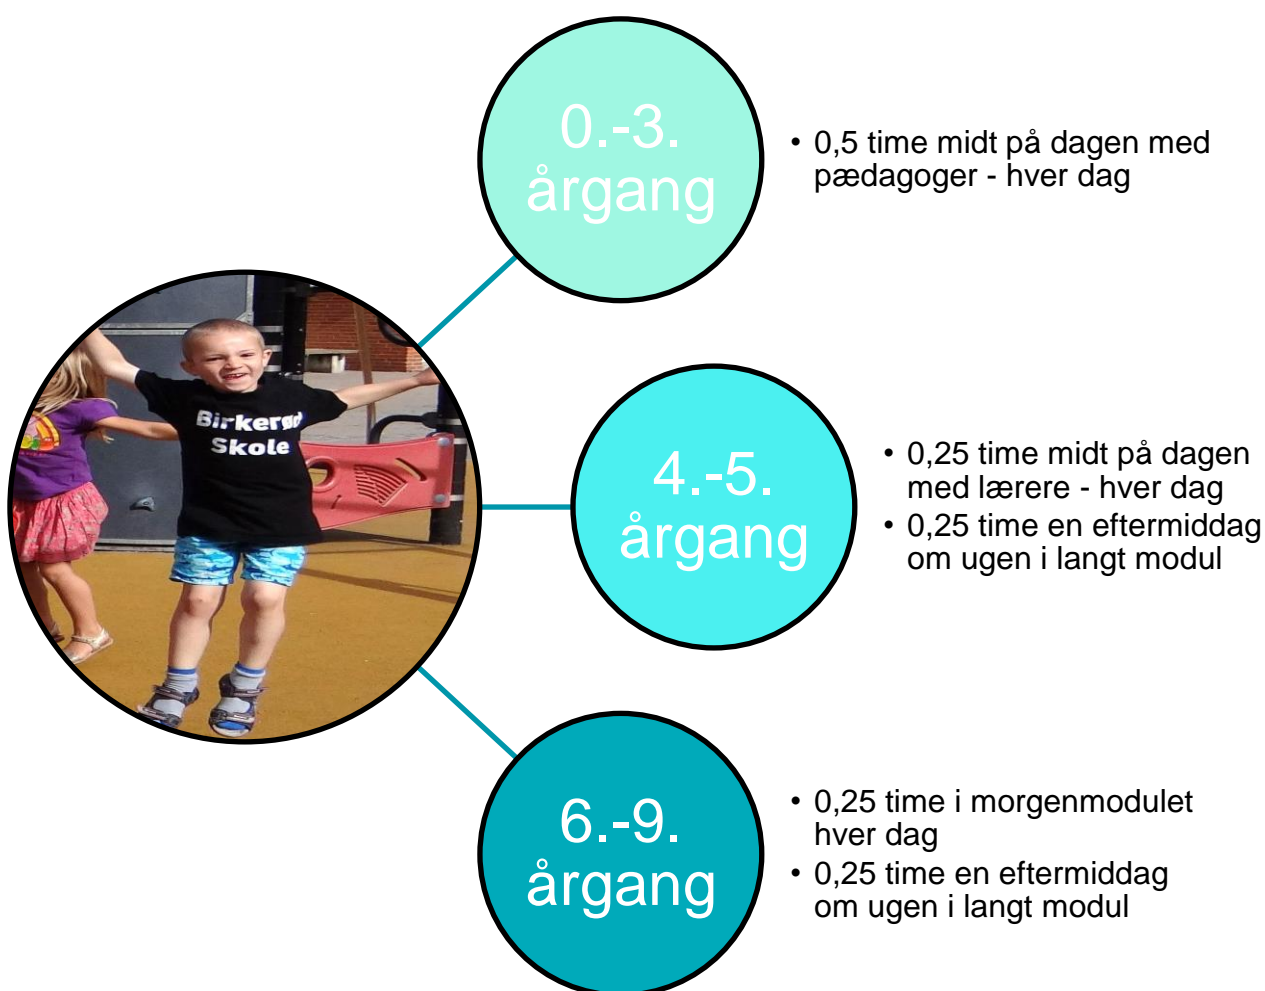 0.-3.
årgang
• 0,5 time midt på dagen med
pædagoger - hver dag
Birkerød
Skole
4.-5.
årgang
• 0,25 time midt på dagen
med lærere - hver dag
• 0,25 time en eftermiddag
om ugen i langt modul
6.-9.
årgang
• 0,25 time i morgenmodulet
hver dag
• 0,25 time en eftermiddag
om ugen i langt modul